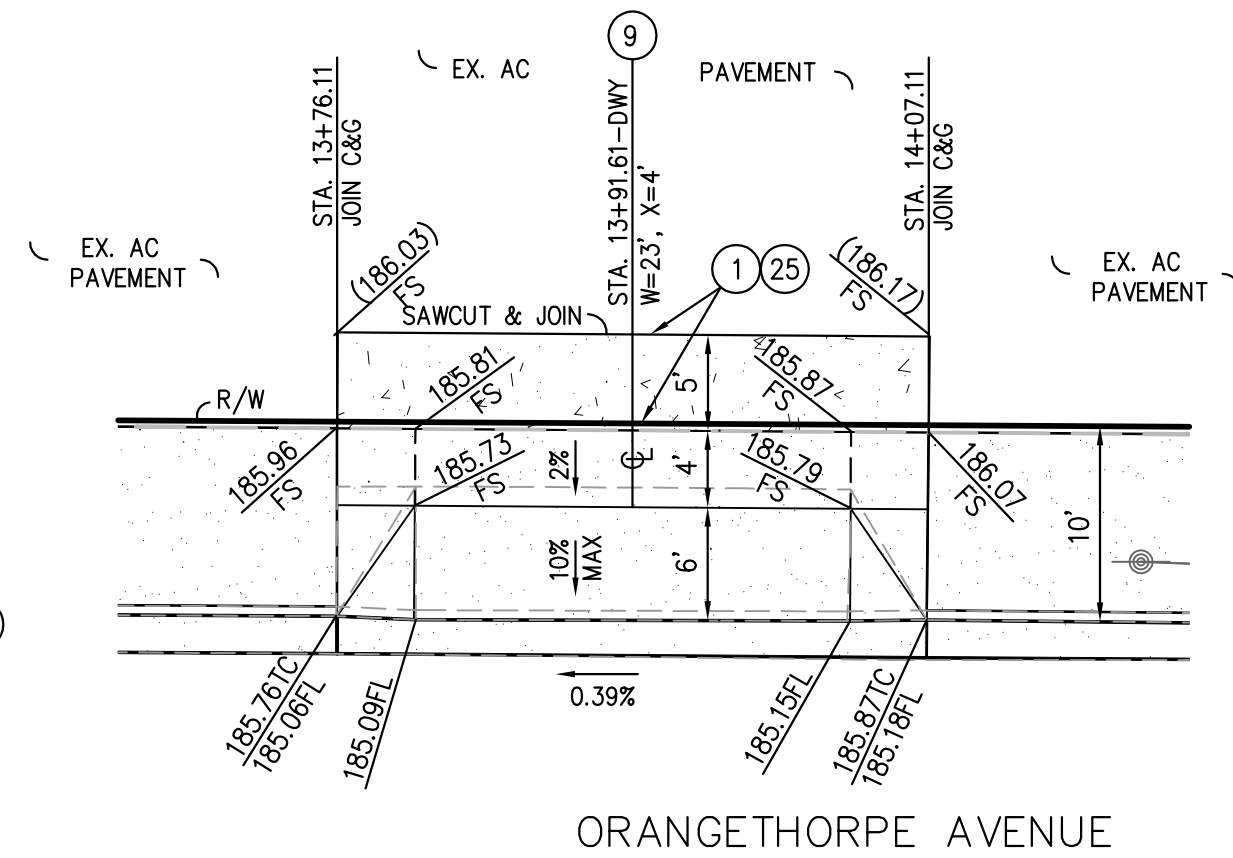 9
EX. AC
PAVEMENT
STA. 13+76.11
JOIN C&G
STA. 13+91.61-DWY
W=23', X=4'
STA. 14+07.11
JOIN C&G
EX. AC
PAVEMENT
(186.03)
FS
1
25
(186.17)
FS
EX. AC
PAVEMENT
SAWCUT & JOIN
R/W
185.81
FS
185.87
FS
5'
185.96
FS
185.73
FS
2%
CL
4'
185.79
FS
186.07
FS
10%
MAX
6'
10'
0.39%
185.76TC
185.06FL
185.09FL
185.15FL
185.87TC
185.18FL
ORANGETHORPE AVENUE